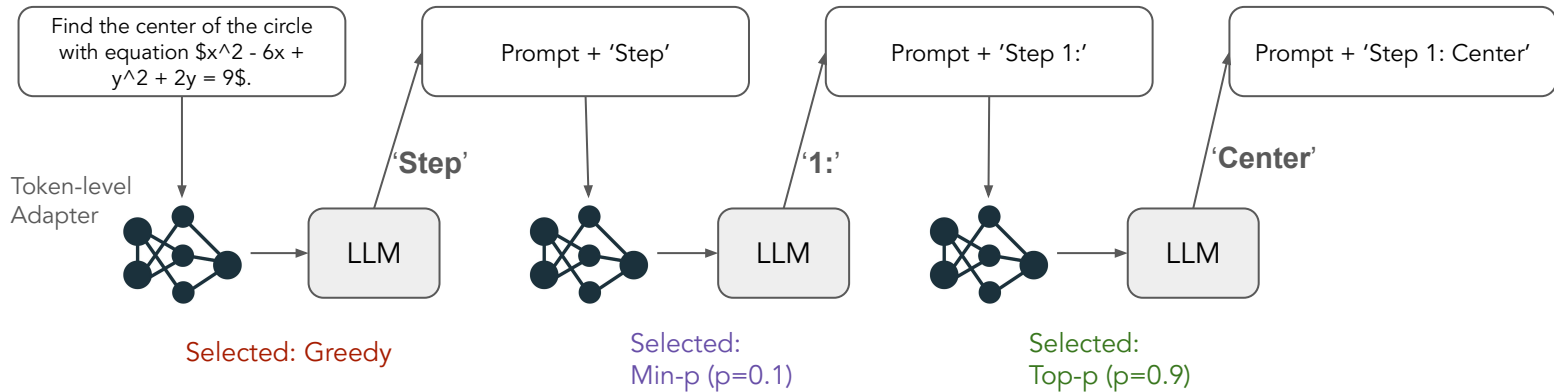 Find the center of the circle
with equation $x^2 - 6x +
y^2 + 2y = 9$.
Prompt + ‘Step’
Prompt + ‘Step 1:’
Prompt + ‘Step 1: Center’
‘Step’
‘1:’
‘Center’
Token-level
Adapter
LLM
LLM
LLM
Selected: Greedy
Selected:
Min-p (p=0.1)
Selected:
Top-p (p=0.9)